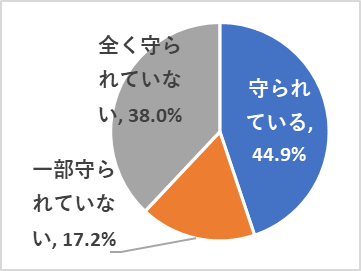 全く守ら
れていな
い, 38.0%
守られ
ている,
44.9%
一部守ら
れていな
い, 17.2%